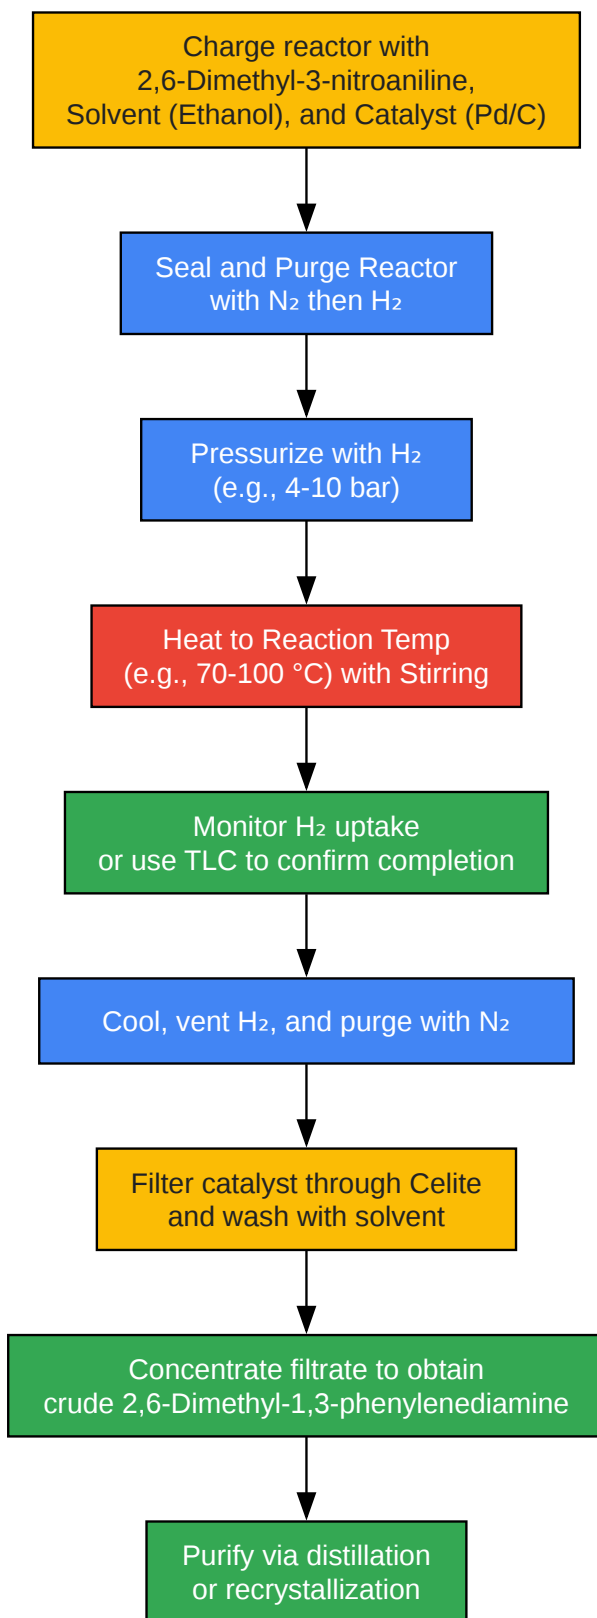 Charge reactor with
2,6-Dimethyl-3-nitroaniline,
Solvent (Ethanol), and Catalyst (Pd/C)
Seal and Purge Reactor
with N₂ then H₂
Pressurize with H₂
(e.g., 4-10 bar)
Heat to Reaction Temp
(e.g., 70-100 °C) with Stirring
Monitor H₂ uptake
or use TLC to confirm completion
Cool, vent H₂, and purge with N₂
Filter catalyst through Celite
and wash with solvent
Concentrate filtrate to obtain
crude 2,6-Dimethyl-1,3-phenylenediamine
Purify via distillation
or recrystallization